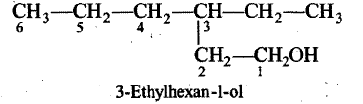 CH₃—CH₂—CH₂—CH—CH₂—CH₃
6 5 4 3
CH₂—CH₂OH
2 1
3-Ethylhexan-1-ol